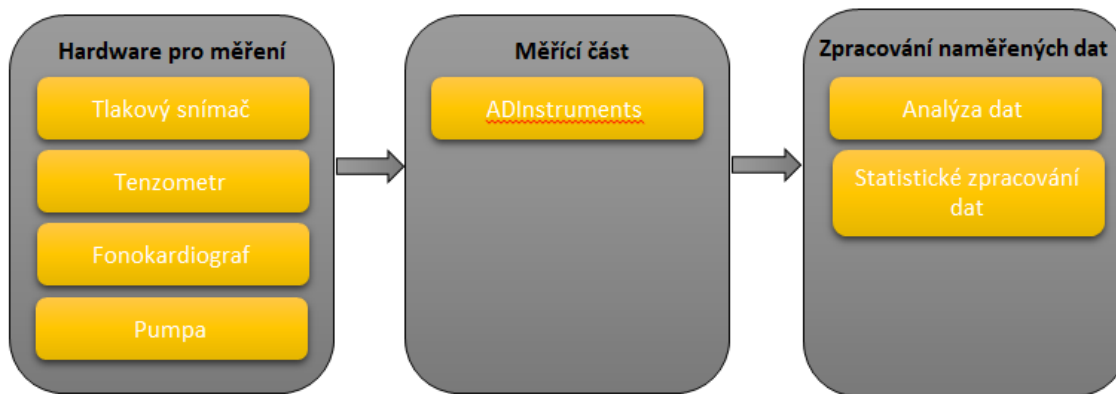 Hardware pro měření
Tlakový snímač
Tenzometr
Fonokardiograf
Pumpa
Měřící část
ADInstruments
Zpracování naměřených dat
Analýza dat
Statistické zpracování
dat